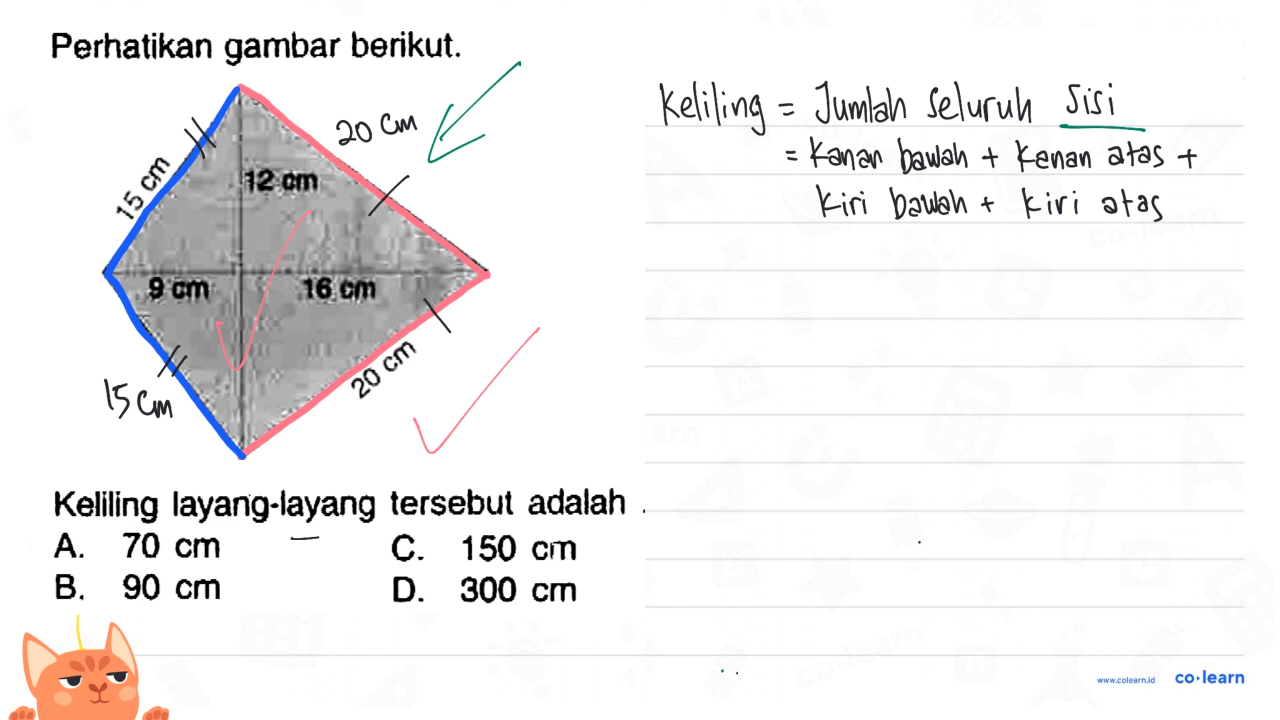 Perhatikan gambar berikut.
15 cm
20 cm
12 cm
9 cm
16 cm
15 cm
20 cm
Keliling layang-layang tersebut adalah .
A. 70 cm
C. 150 cm
B. 90 cm
D. 300 cm
Keliling = Jumlah seluruh sisi
= Kanan bawah + Kenan atas +
Kiri bawah + kiri atas
www.colearn.id
co·learn